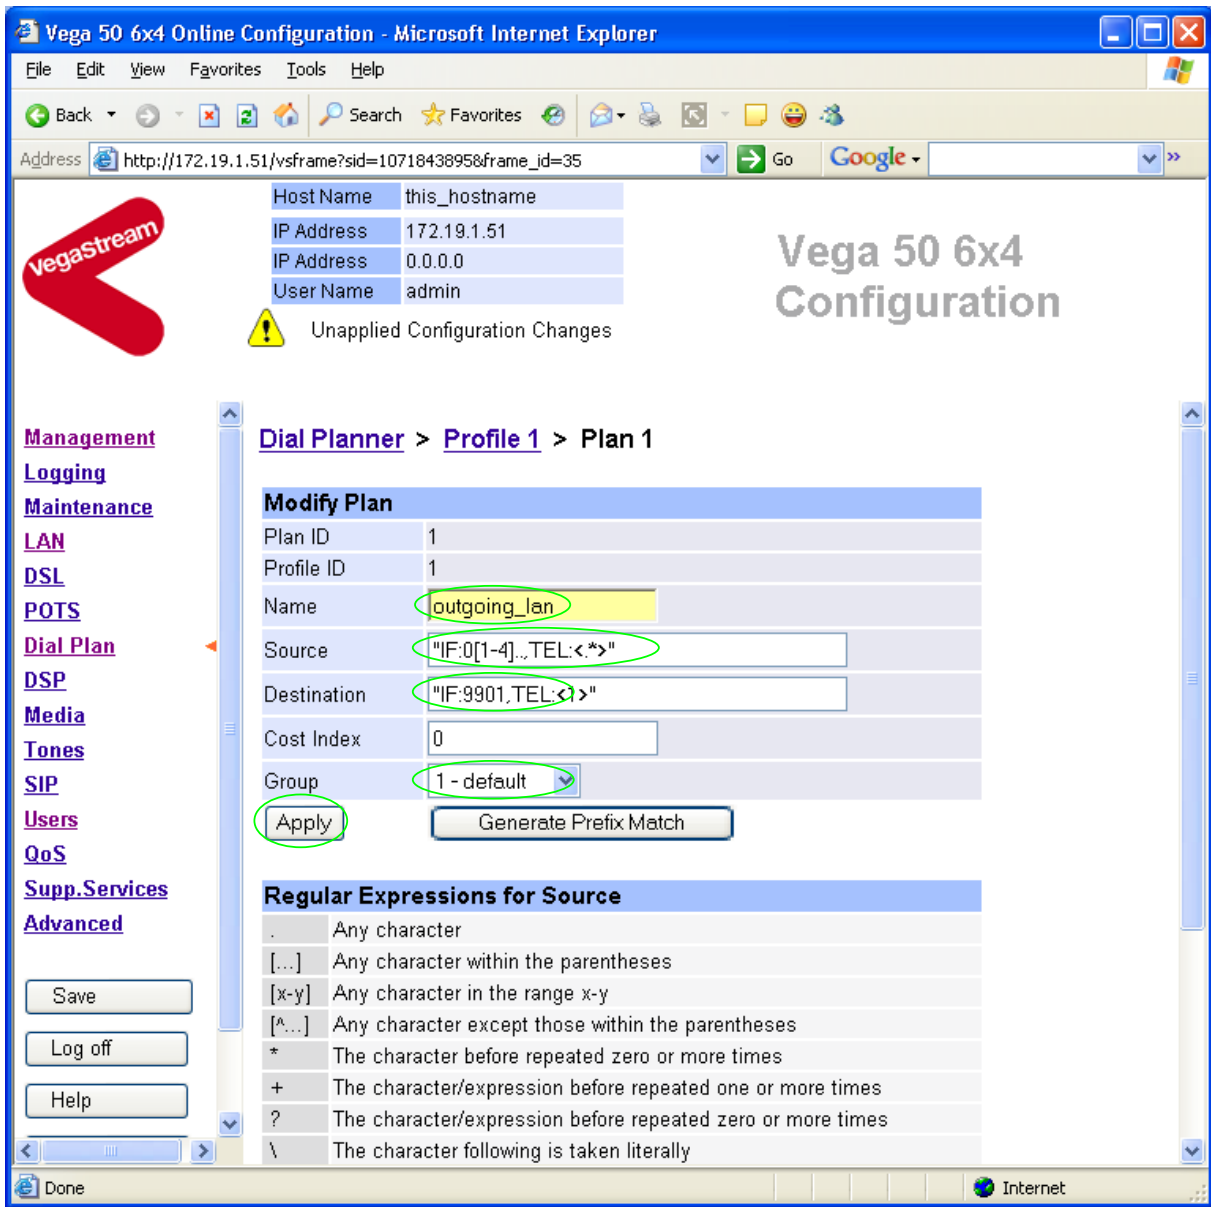 Vega 50 6x4 Online Configuration - Microsoft Internet Explorer
File Edit View Favorites Tools Help
Back Search Favorites
Address http://172.19.1.51/vsframe?sid=1071843895&frame_id=35 Go Google
vegastream
Host Name this_hostname
IP Address 172.19.1.51
IP Address 0.0.0.0
User Name admin
Unapplied Configuration Changes
Vega 50 6x4
Configuration
Management
Logging
Maintenance
LAN
DSL
POTS
Dial Plan
DSP
Media
Tones
SIP
Users
QoS
Supp.Services
Advanced
Save
Log off
Help
Dial Planner > Profile 1 > Plan 1
Modify Plan
Plan ID 1
Profile ID 1
Name outgoing_lan
Source "IF:0[1-4]..,TEL:<.*>"
Destination "IF:9901,TEL:<1>"
Cost Index 0
Group 1 - default
Apply Generate Prefix Match
Regular Expressions for Source
. Any character
[...] Any character within the parentheses
[x-y] Any character in the range x-y
[^...] Any character except those within the parentheses
* The character before repeated zero or more times
+ The character/expression before repeated one or more times
? The character/expression before repeated zero or more times
\ The character following is taken literally
Done Internet